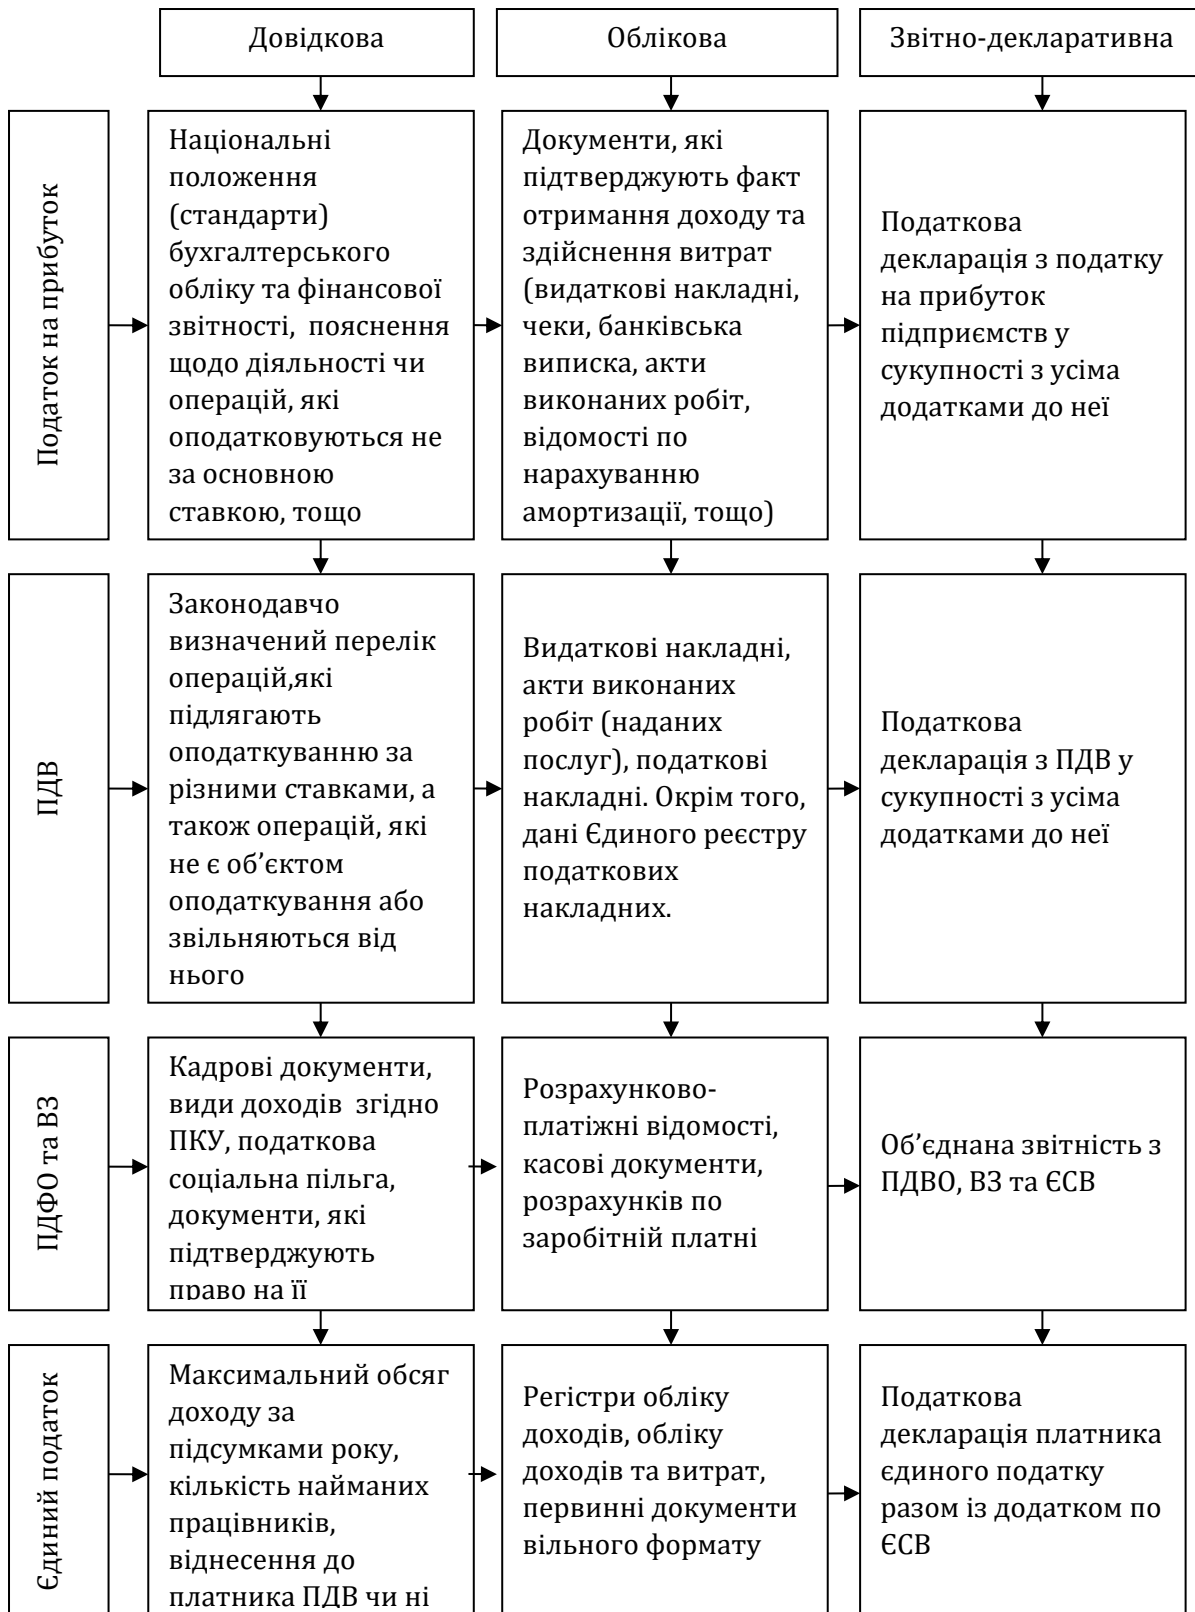 Довідкова
Облікова
Звітно-декларативна
Податок на прибуток
Національні
положення
(стандарти)
бухгалтерського
обліку та фінансової
звітності,  пояснення
щодо діяльності чи
операцій, які
оподатковуються не
за основною
ставкою, тощо
Документи, які
підтверджують факт
отримання доходу та
здійснення витрат
(видаткові накладні,
чеки, банківська
виписка, акти
виконаних робіт,
відомості по
нарахуванню
амортизації, тощо)
Податкова
декларація з податку
на прибуток
підприємств у
сукупності з усіма
додатками до неї
ПДВ
Законодавчо
визначений перелік
операцій,які
підлягають
оподаткуванню за
різними ставками, а
також операцій, які
не є об’єктом
оподаткування або
звільняються від
нього
Видаткові накладні,
акти виконаних
робіт (наданих
послуг), податкові
накладні. Окрім того,
дані Єдиного реєстру
податкових
накладних.
Податкова
декларація з ПДВ у
сукупності з усіма
додатками до неї
ПДФО та ВЗ
Кадрові документи,
види доходів  згідно
ПКУ, податкова
соціальна пільга,
документи, які
підтверджують
право на її
Розрахунково-
платіжні відомості,
касові документи,
розрахунків по
заробітній платні
Об’єднана звітність з
ПДВО, ВЗ та ЄСВ
Єдиний податок
Максимальний обсяг
доходу за
підсумками року,
кількість найманих
працівників,
віднесення до
платника ПДВ чи ні
Регістри обліку
доходів, обліку
доходів та витрат,
первинні документи
вільного формату
Податкова
декларація платника
єдиного податку
разом із додатком по
ЄСВ